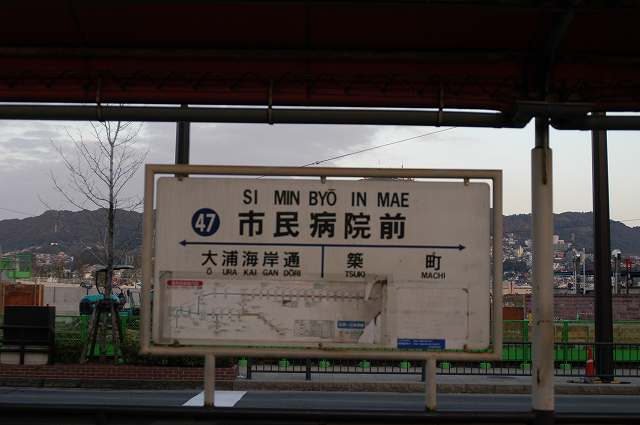 SI MIN BYŌ IN MAE
47 市民病院前
大浦海岸通 築町
Ō URA KAI GAN DŌRI TSUKI MACHI